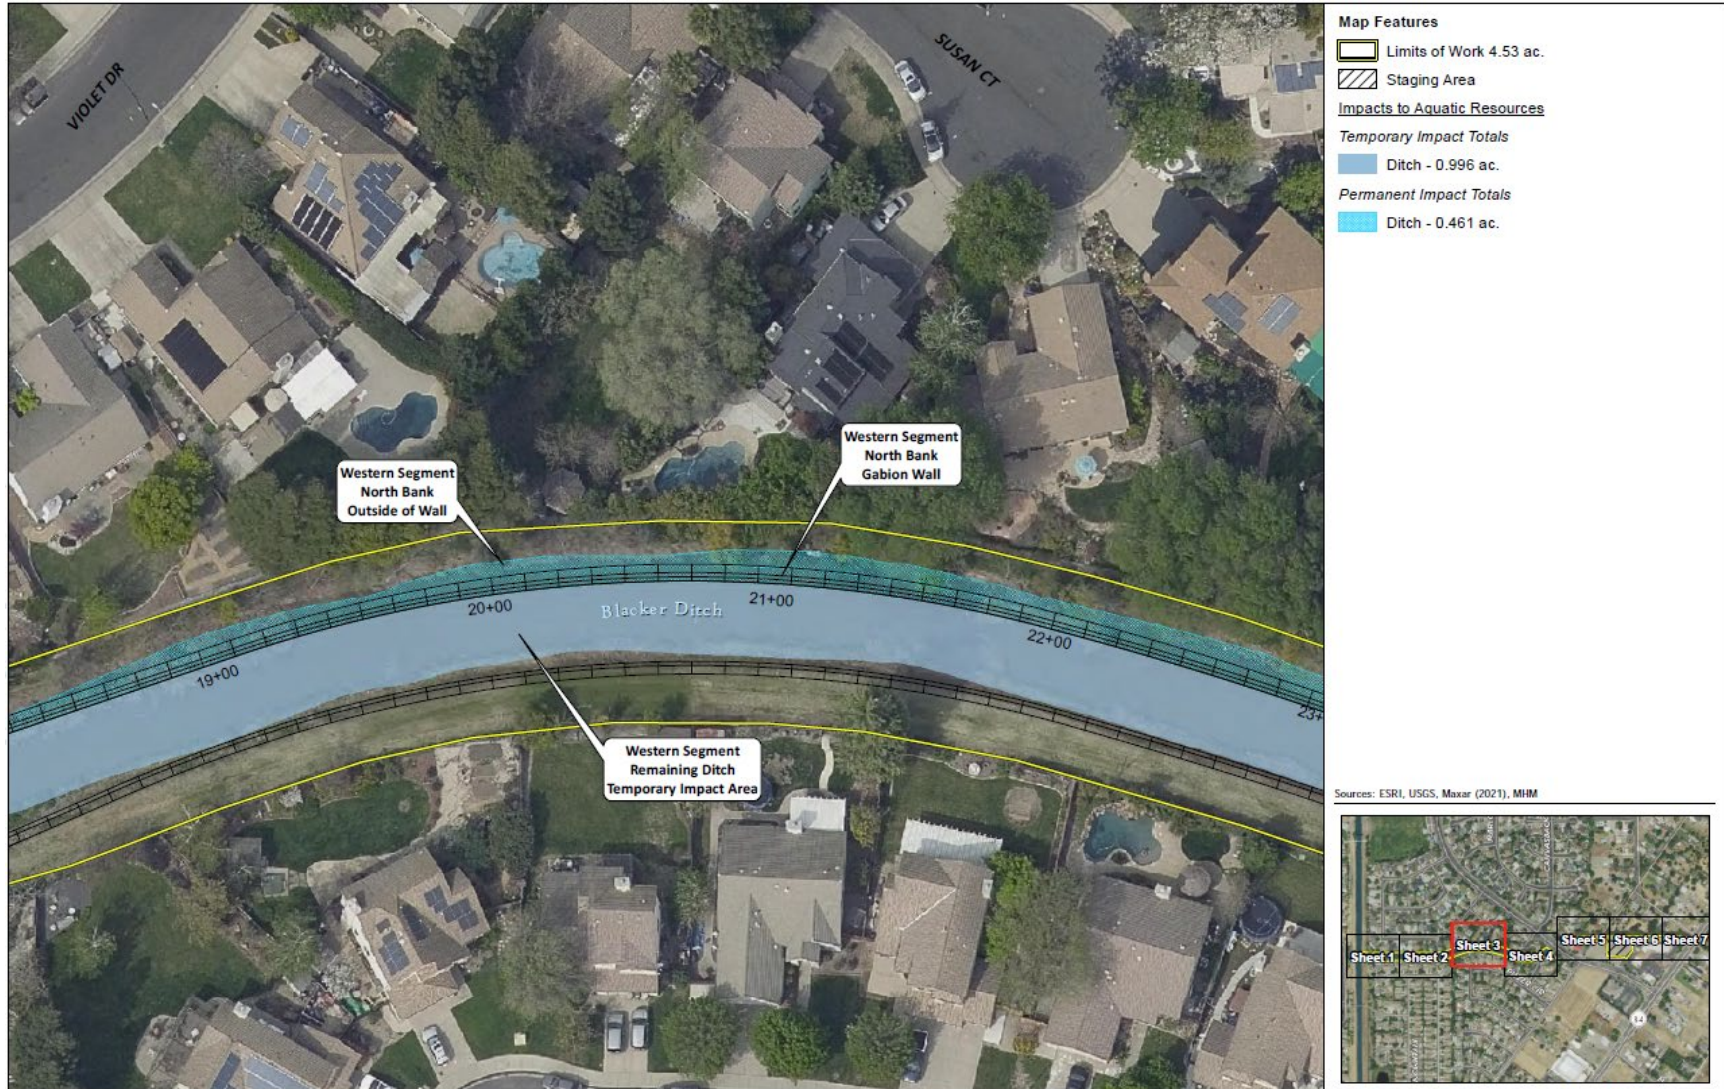 VIOLET DR
SUSAN CT
Western Segment
North Bank
Outside of Wall
Western Segment
North Bank
Gabion Wall
19+00
20+00
Blacker Ditch
21+00
22+00
23+
Western Segment
Remaining Ditch
Temporary Impact Area
Map Features
Limits of Work 4.53 ac.
Staging Area
Impacts to Aquatic Resources
Temporary Impact Totals
Ditch - 0.996 ac.
Permanent Impact Totals
Ditch - 0.461 ac.
Sources: ESRI, USGS, Maxar (2021), MHM
Sheet 1
Sheet 2
Sheet 3
Sheet 4
Sheet 5
Sheet 6
Sheet 7